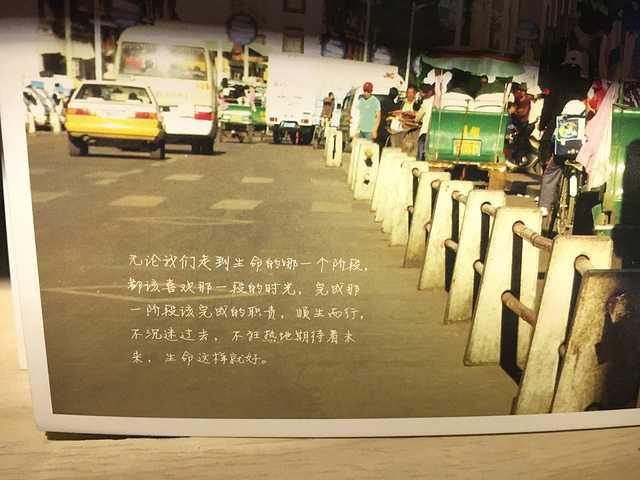 无论我们走到生命的哪一个阶段，
都该喜欢那一段的时光，完成那
一阶段该完成的职责，顺生而行，
不沉迷过去，不狂热地期待着未
来，生命这样就好。